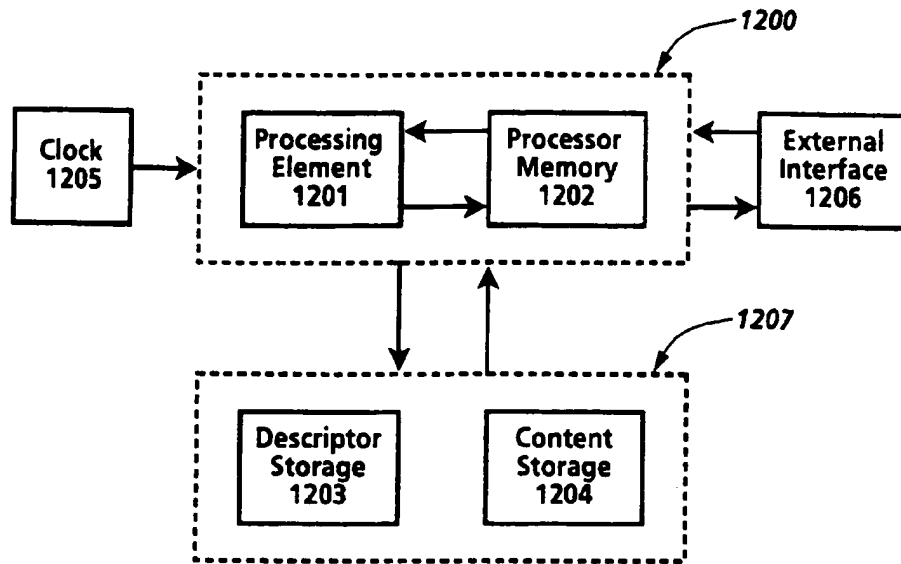 1200
Clock
1205
Processing
Element
1201
Processor
Memory
1202
External
Interface
1206
1207
Descriptor
Storage
1203
Content
Storage
1204